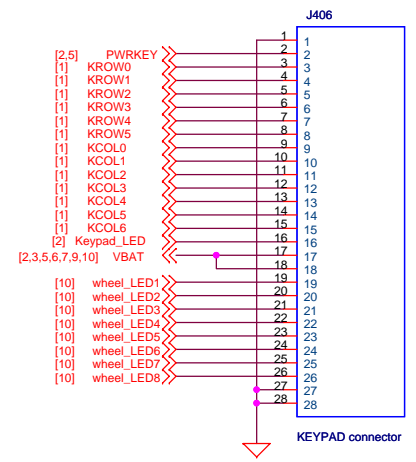 J406
1 1
[2,5] PWRKEY 2 2
[1] KROW0 3 3
[1] KROW1 4 4
[1] KROW2 5 5
[1] KROW3 6 6
[1] KROW4 7 7
[1] KROW5 8 8
[1] KCOL0 9 9
[1] KCOL1 10 10
[1] KCOL2 11 11
[1] KCOL3 12 12
[1] KCOL4 13 13
[1] KCOL5 14 14
[1] KCOL6 15 15
[2] Keypad_LED 16 16
[2,3,5,6,7,9,10] VBAT 17 17
18 18
[10] wheel_LED1 19 19
[10] wheel_LED2 20 20
[10] wheel_LED3 21 21
[10] wheel_LED4 22 22
[10] wheel_LED5 23 23
[10] wheel_LED6 24 24
[10] wheel_LED7 25 25
[10] wheel_LED8 26 26
27 27
28 28
KEYPAD connector